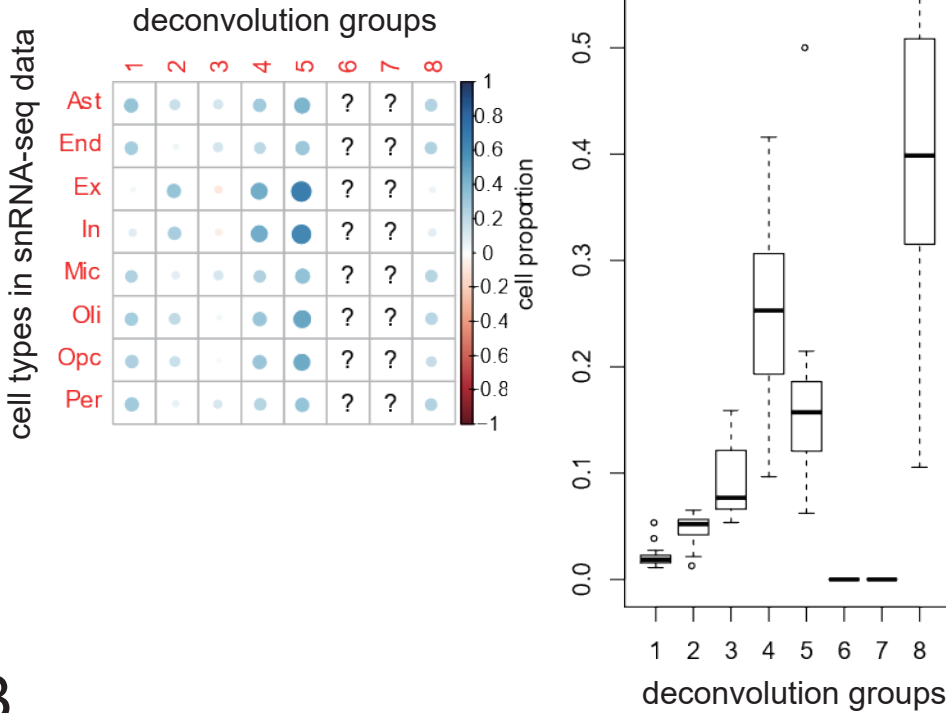 deconvolution groups
1 2 3 4 5 6 7 8
cell types in snRNA-seq data
Ast ? ?
End ? ?
Ex ? ?
In ? ?
Mic ? ?
Oli ? ?
Opc ? ?
Per ? ?
1
0.8
0.6
0.4
0.2
0
-0.2
-0.4
-0.6
-0.8
-1
cell proportion
0.5
0.4
0.3
0.2
0.1
0.0
1 2 3 4 5 6 7 8
deconvolution groups